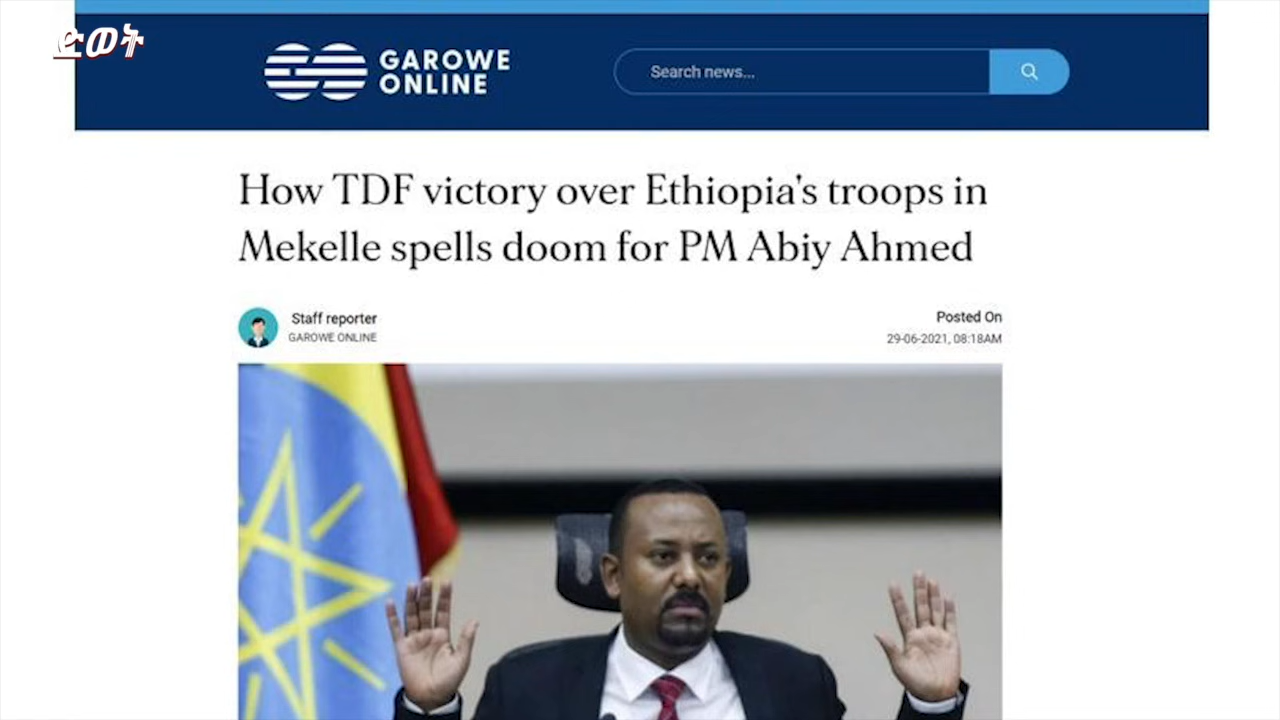 ድወት
GAROWE
ONLINE
Search news...
How TDF victory over Ethiopia's troops in
Mekelle spells doom for PM Abiy Ahmed
Staff reporter
GAROWE ONLINE
Posted On
29-06-2021, 08:18AM